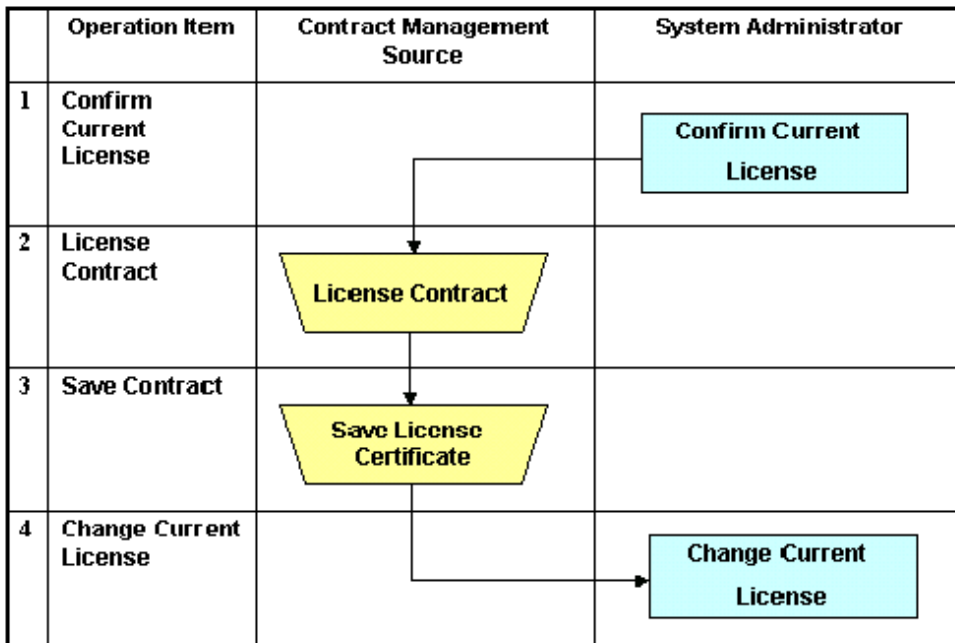 Operation Item
Contract Management
Source
System Administrator
1
Confirm
Current
License
Confirm Current
License
2
License
Contract
License Contract
3
Save Contract
Save License
Certificate
4
Change Current
License
Change Current
License